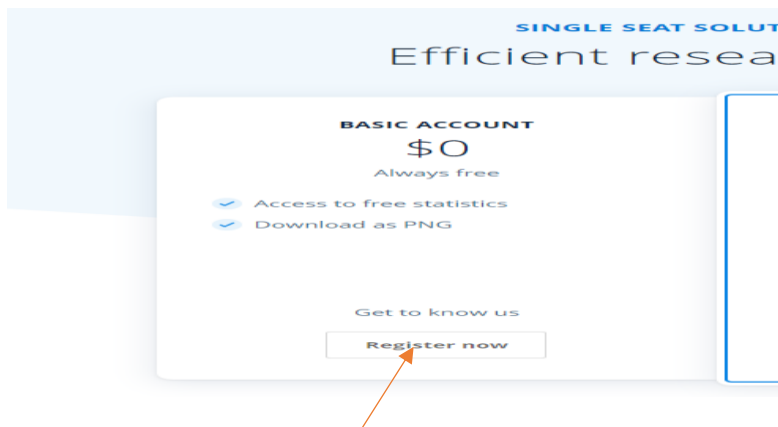 SINGLE SEAT SOLUT
Efficient resea
BASIC ACCOUNT
$0
Always free
Access to free statistics
Download as PNG
Get to know us
Register now